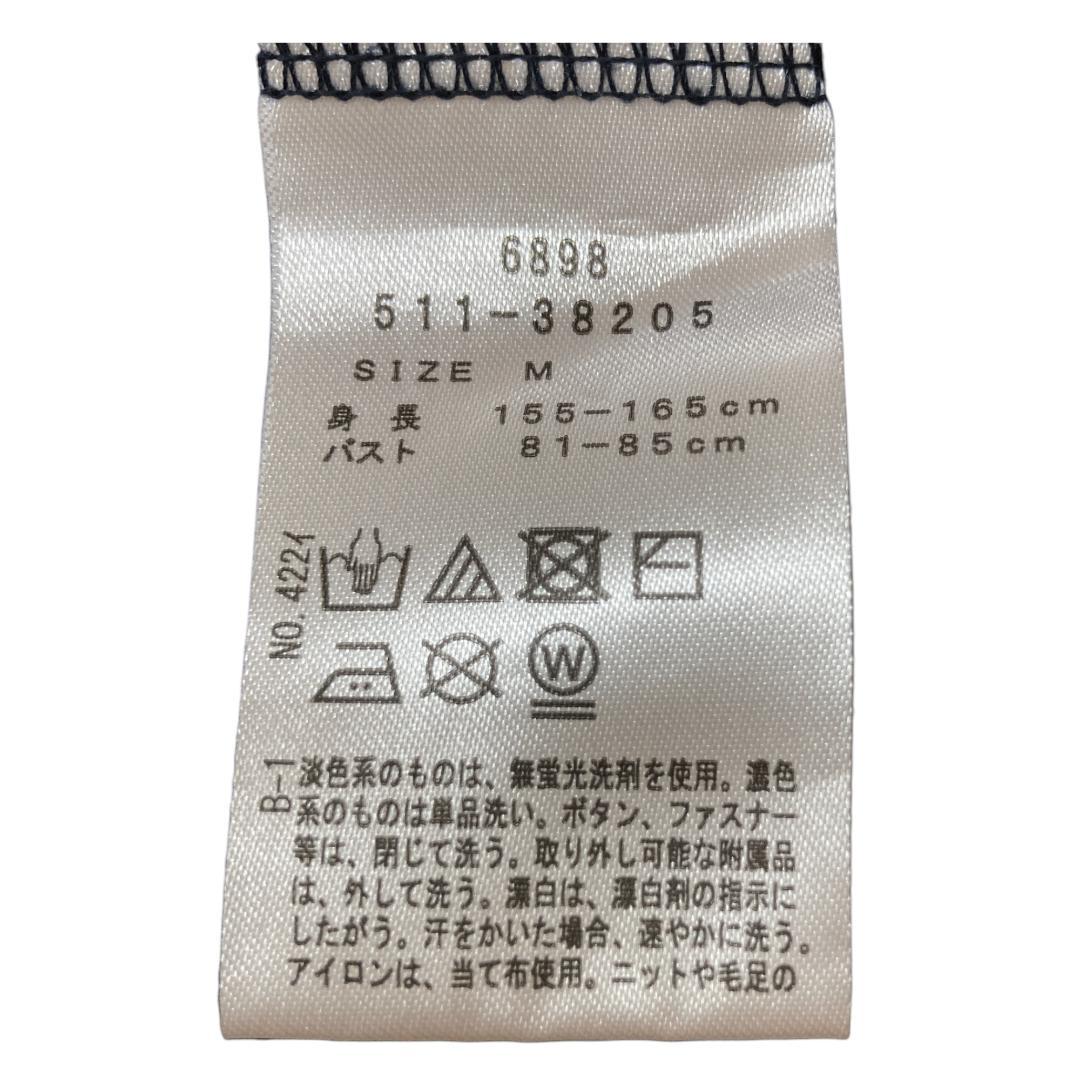 6898
511-38205
SIZE M
身長 155-165cm
バスト 81-85cm
NO. 4221
W
B-1
淡色系のものは、無蛍光洗剤を使用。濃色
系のものは単品洗い。ボタン、ファスナー
等は、閉じて洗う。取り外し可能な附属品
は、外して洗う。漂白は、漂白剤の指示に
したがう。汗をかいた場合、速やかに洗う。
アイロンは、当て布使用。ニットや毛足の